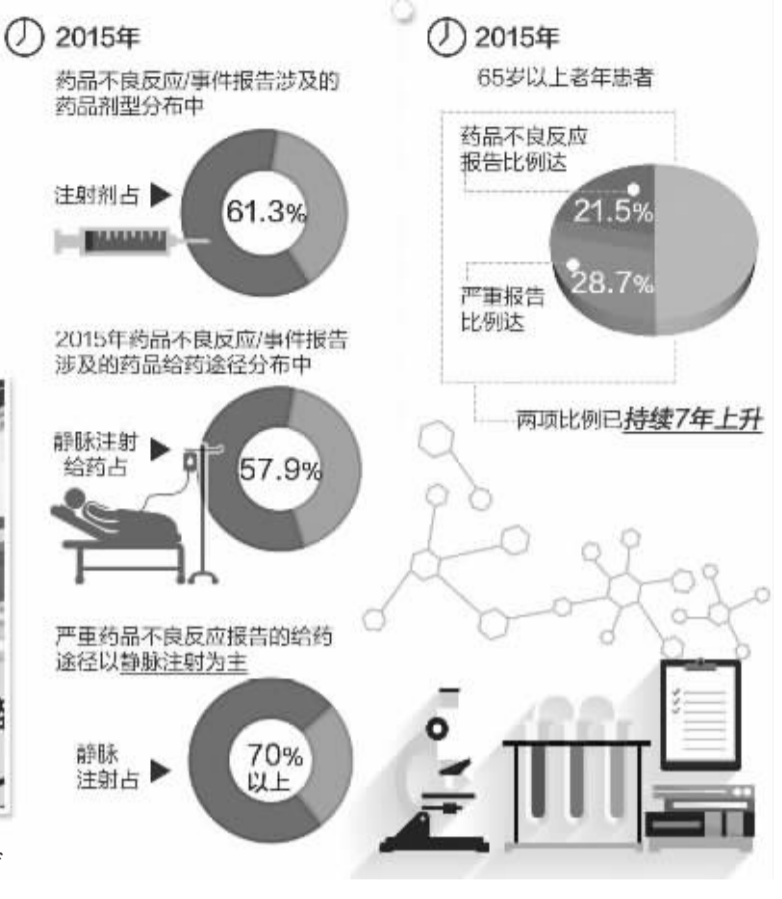 2015年
药品不良反应/事件报告涉及的
药品剂型分布中
注射剂占
61.3%
2015年药品不良反应/事件报告
涉及的药品给药途径分布中
静脉注射
给药占
57.9%
严重药品不良反应报告的给药
途径以静脉注射为主
静脉
注射占
70%
以上
2015年
65岁以上老年患者
药品不良反应
报告比例达
21.5%
28.7%
严重报告
比例达
两项比例已持续7年上升